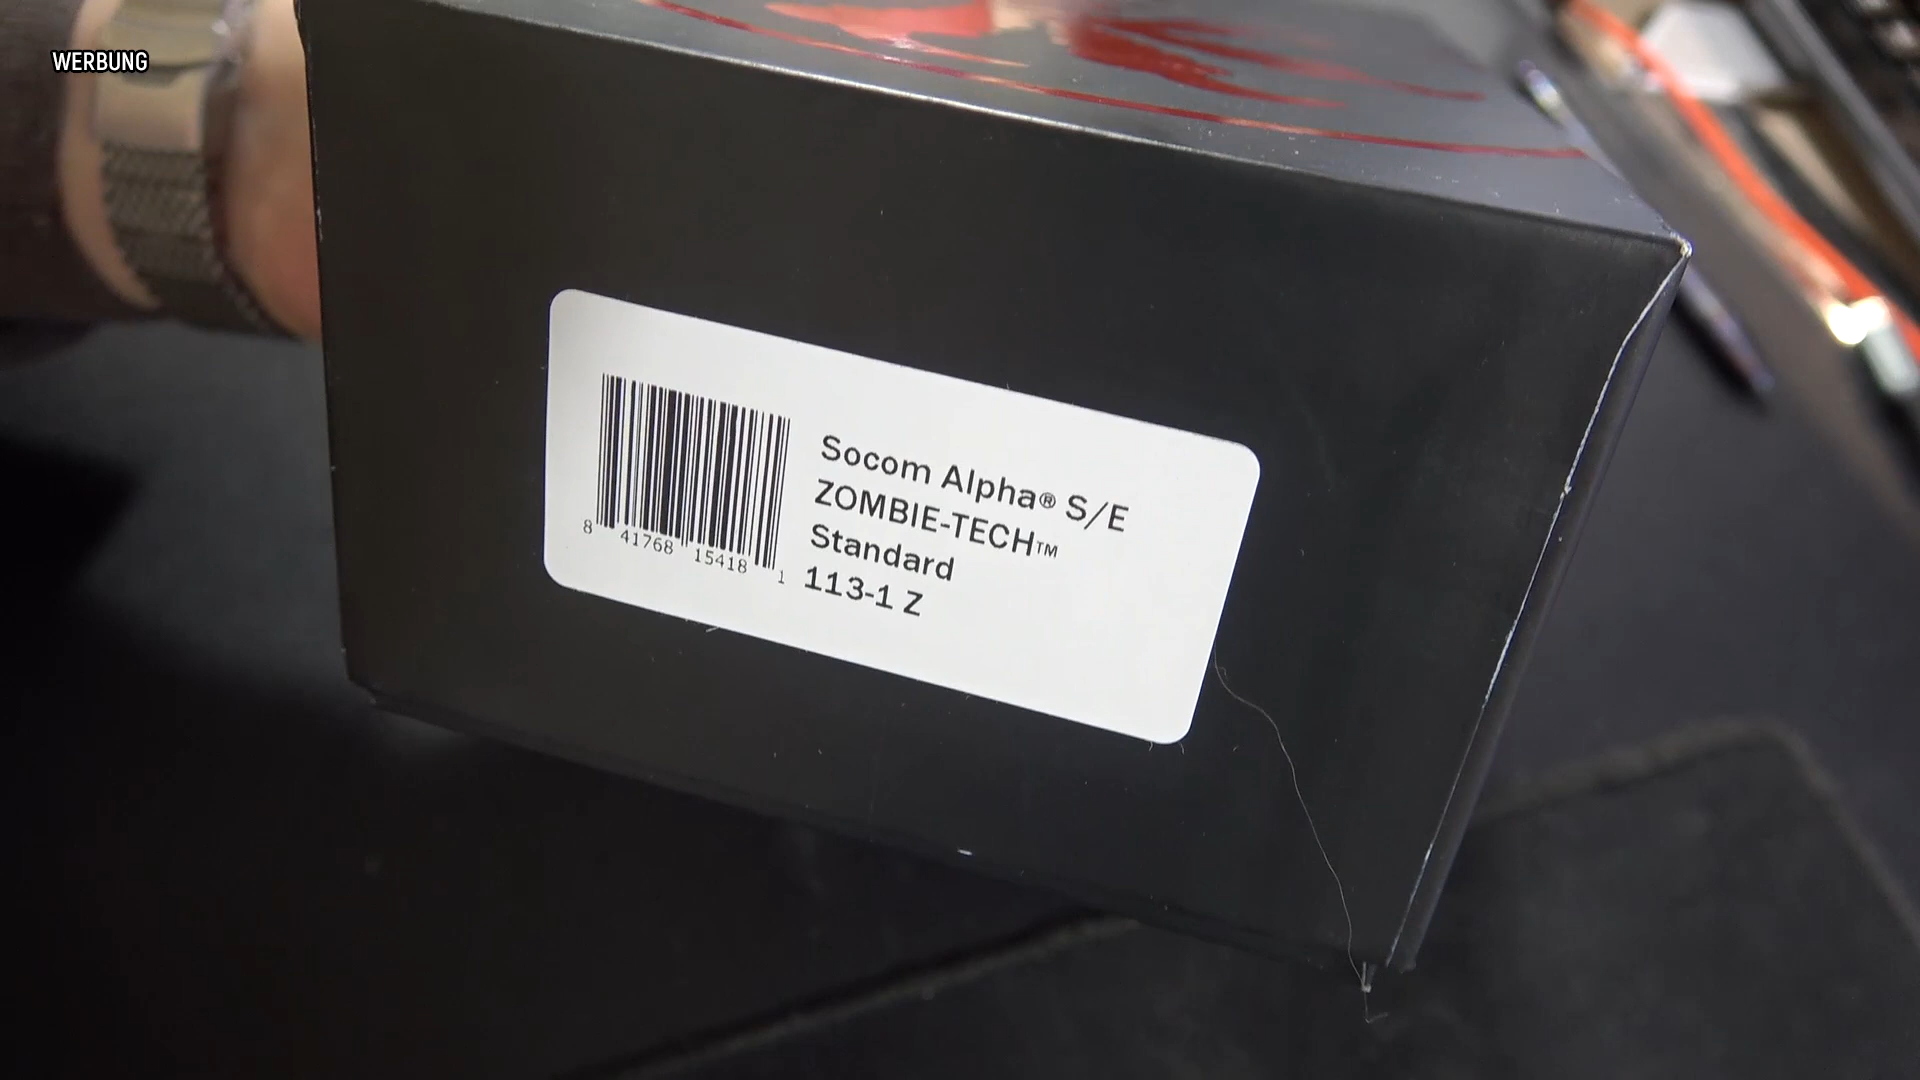 WERBUNG
Socom Alpha® S/E
ZOMBIE-TECH™
Standard
113-1 Z
8 41768 15418 1